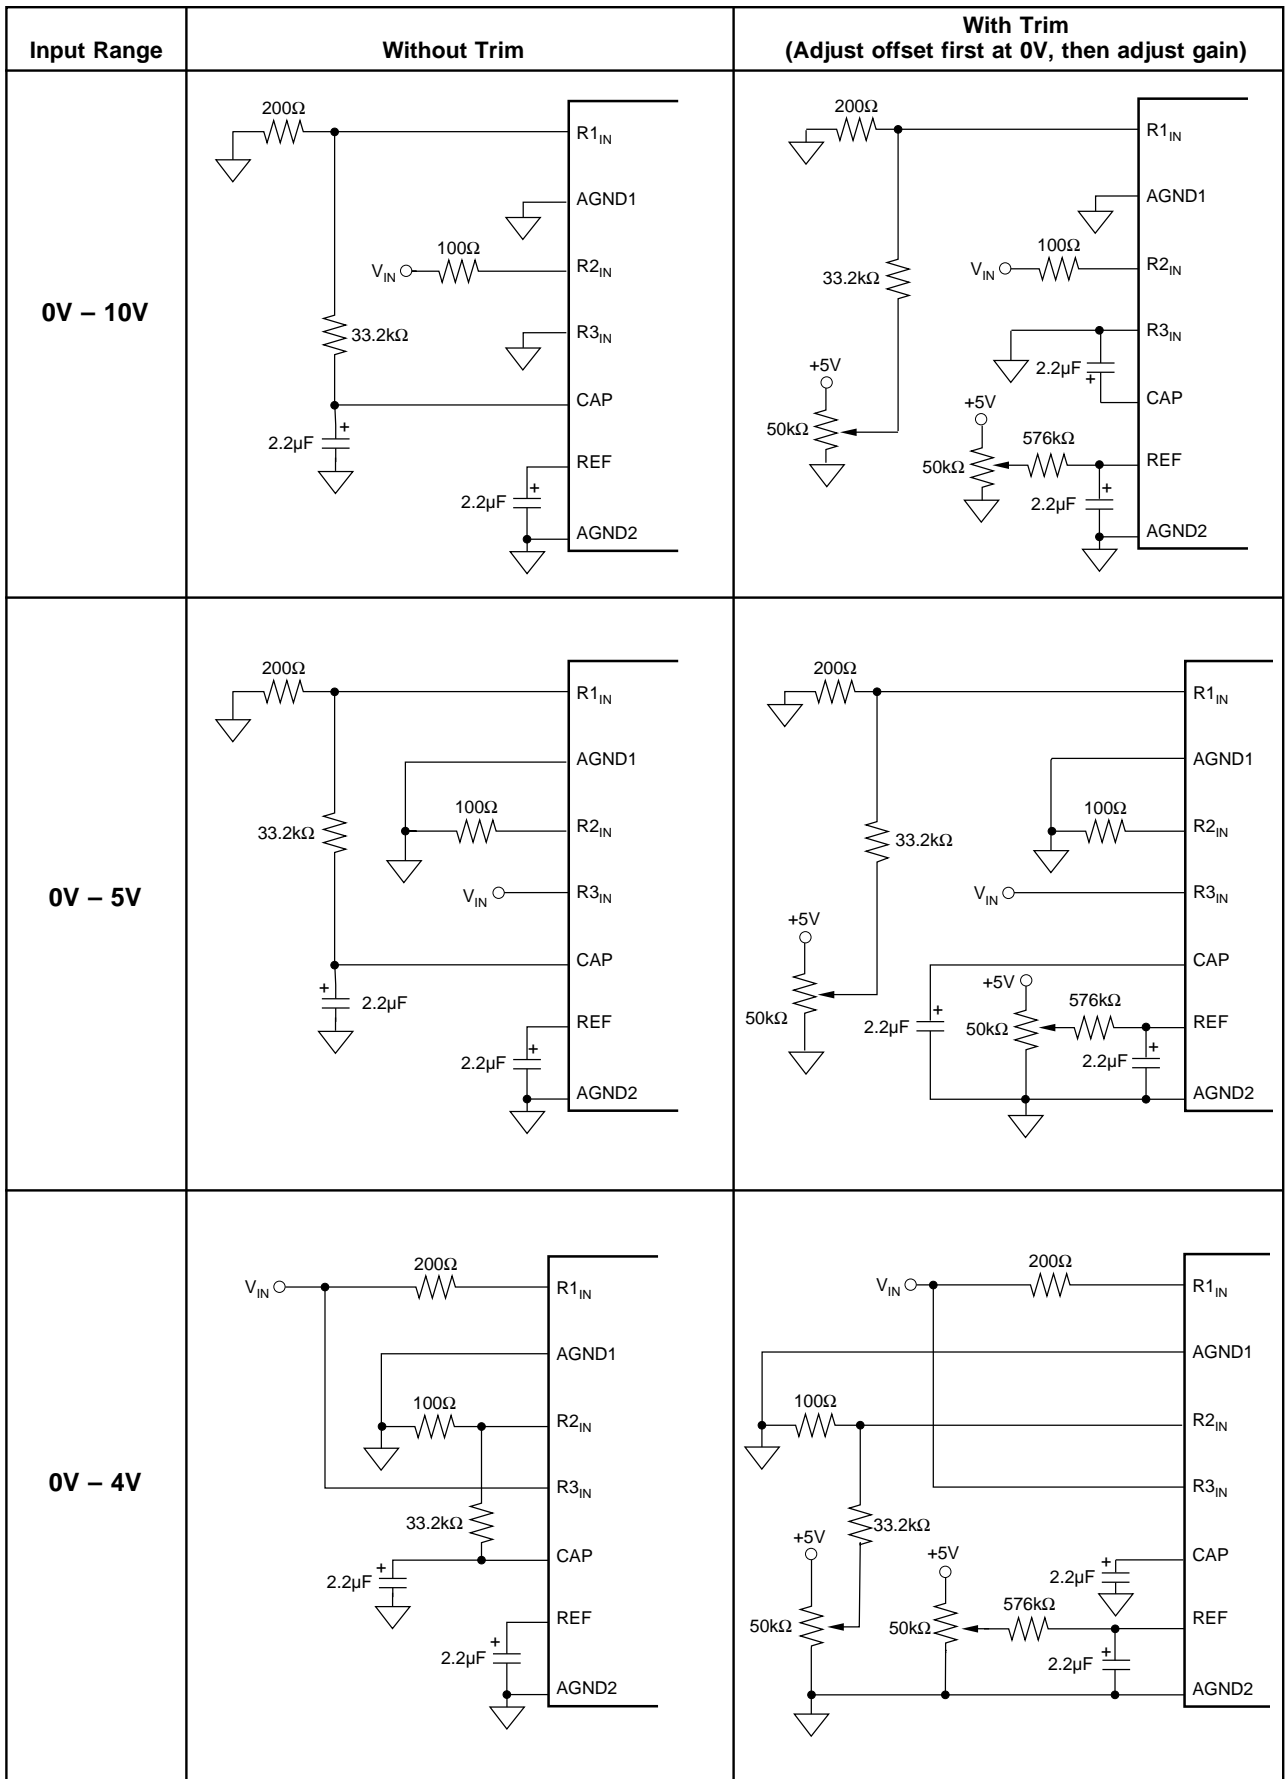 Input Range
Without Trim
With Trim
(Adjust offset first at 0V, then adjust gain)
0V – 10V
200Ω
R1IN
AGND1
100Ω
VIN
R2IN
33.2kΩ
R3IN
CAP
+
2.2µF
REF
+
2.2µF
AGND2
200Ω
R1IN
AGND1
100Ω
VIN
R2IN
33.2kΩ
R3IN
+5V
2.2µF
+
CAP
+5V
50kΩ
576kΩ
REF
50kΩ
+
2.2µF
AGND2
0V – 5V
200Ω
R1IN
AGND1
100Ω
33.2kΩ
R2IN
VIN
R3IN
CAP
+
2.2µF
REF
+
2.2µF
AGND2
200Ω
R1IN
AGND1
100Ω
R2IN
33.2kΩ
VIN
R3IN
+5V
CAP
+5V
576kΩ
50kΩ
+
2.2µF
50kΩ
REF
+
2.2µF
AGND2
0V – 4V
200Ω
VIN
R1IN
AGND1
100Ω
R2IN
R3IN
33.2kΩ
CAP
+
2.2µF
REF
+
2.2µF
AGND2
200Ω
VIN
R1IN
AGND1
100Ω
R2IN
R3IN
33.2kΩ
+5V
+5V
CAP
+
2.2µF
576kΩ
REF
50kΩ
50kΩ
+
2.2µF
AGND2